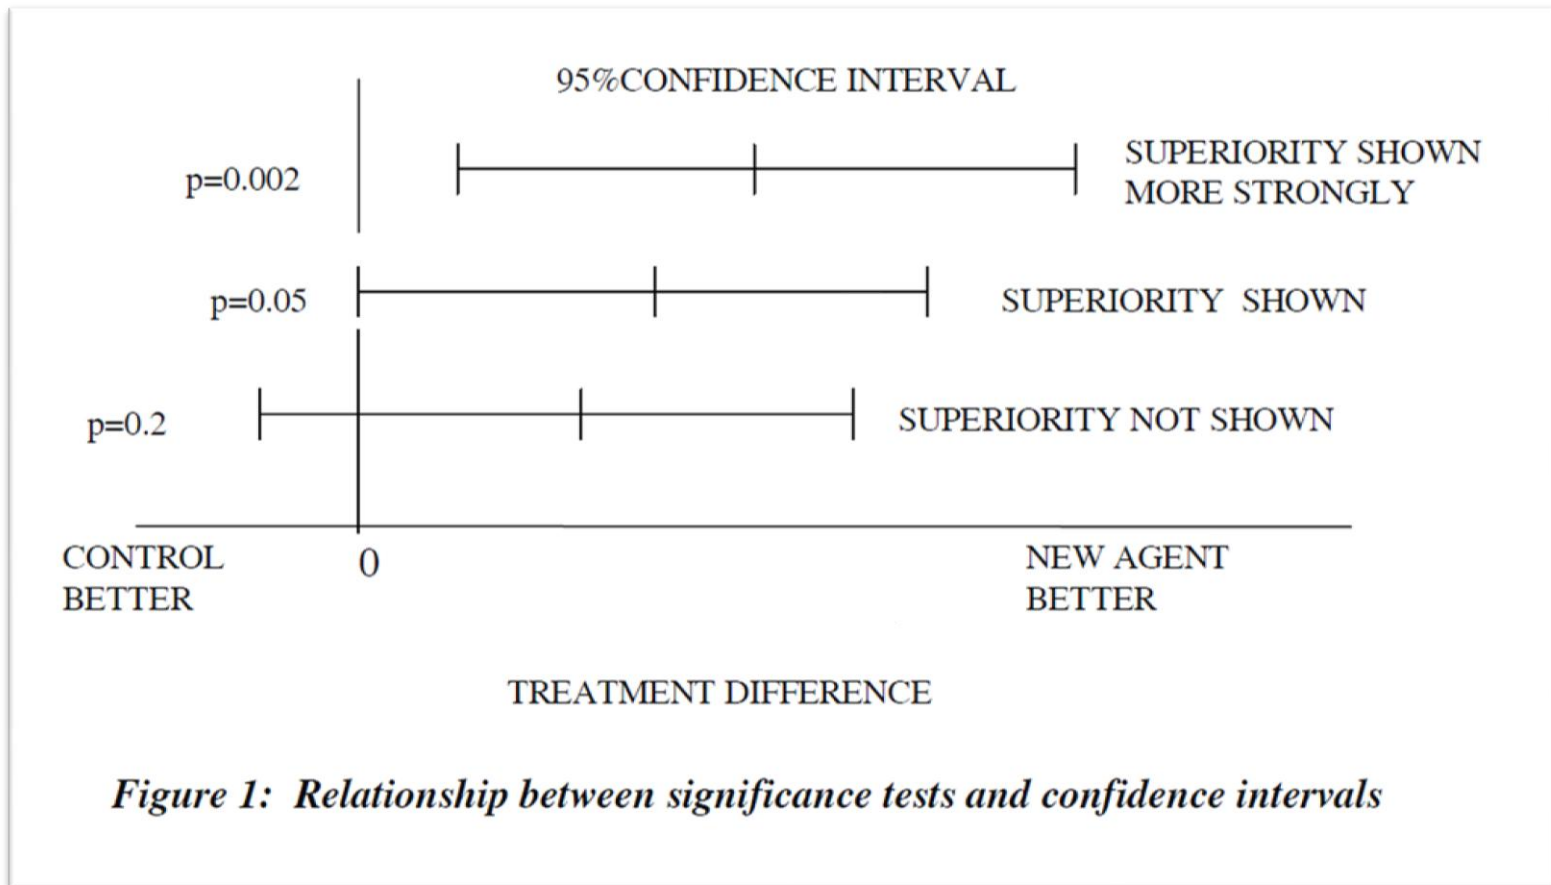 95%CONFIDENCE INTERVAL
p=0.002
SUPERIORITY SHOWN
MORE STRONGLY
p=0.05
SUPERIORITY SHOWN
p=0.2
SUPERIORITY NOT SHOWN
CONTROL
BETTER
0
NEW AGENT
BETTER
TREATMENT DIFFERENCE
Figure 1: Relationship between significance tests and confidence intervals